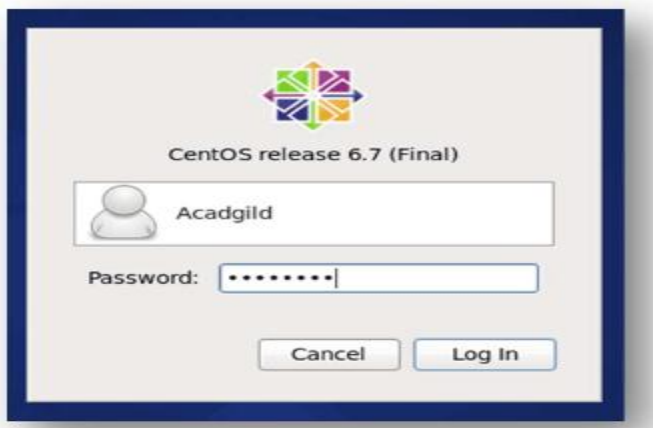 CentOS release 6.7 (Final)
Acadgild
Password: ••••••••
Cancel Log In